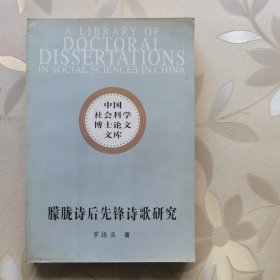 A LIBRARY OF
DOCTORAL
DISSERTATIONS
IN SOCIAL SCIENCES IN CHINA
中国
社会科学
博士论文
文库
朦胧诗后先锋诗歌研究
罗振亚 著